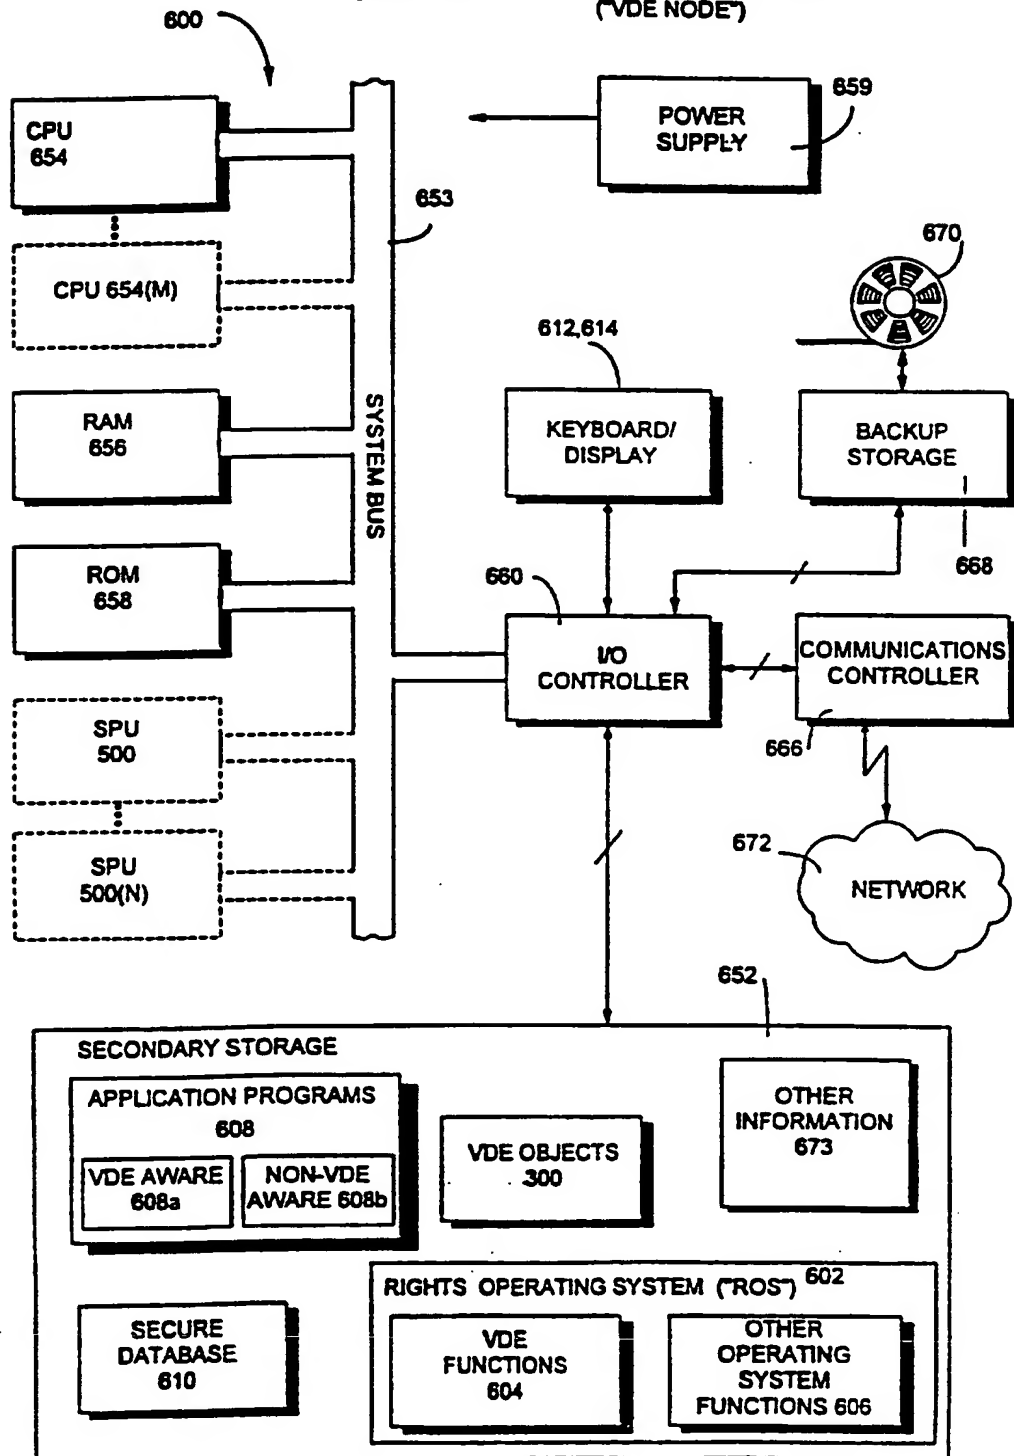 ("VDE NODE")
600
CPU
654
POWER
SUPPLY
659
653
CPU 654(M)
670
612,614
RAM
656
SYSTEM BUS
KEYBOARD/
DISPLAY
BACKUP
STORAGE
668
ROM
658
660
I/O
CONTROLLER
COMMUNICATIONS
CONTROLLER
666
SPU
500
SPU
500(N)
672
NETWORK
652
SECONDARY STORAGE
APPLICATION PROGRAMS
608
VDE AWARE
608a
NON-VDE
AWARE 608b
VDE OBJECTS
300
OTHER
INFORMATION
673
SECURE
DATABASE
610
RIGHTS OPERATING SYSTEM ("ROS") 602
VDE
FUNCTIONS
604
OTHER
OPERATING
SYSTEM
FUNCTIONS 606